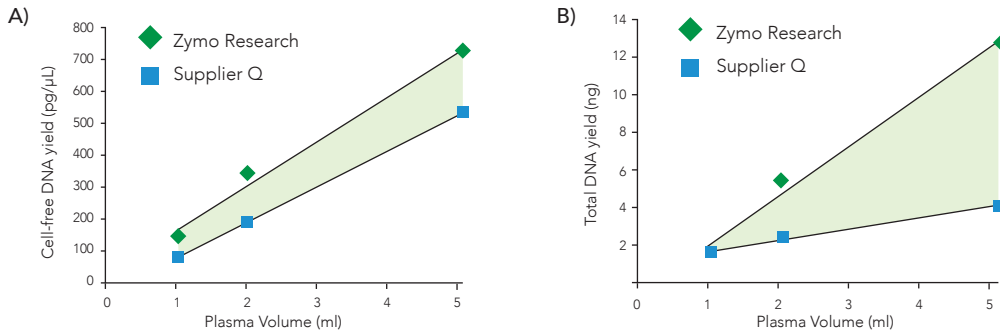 A)
Cell-free DNA yield (pg/µL)
800
700
600
500
400
300
200
100
0
Zymo Research
Supplier Q
0 1 2 3 4 5
Plasma Volume (ml)
B)
Total DNA yield (ng)
14
12
10
8
6
4
2
Zymo Research
Supplier Q
0 1 2 3 4 5
Plasma Volume (ml)